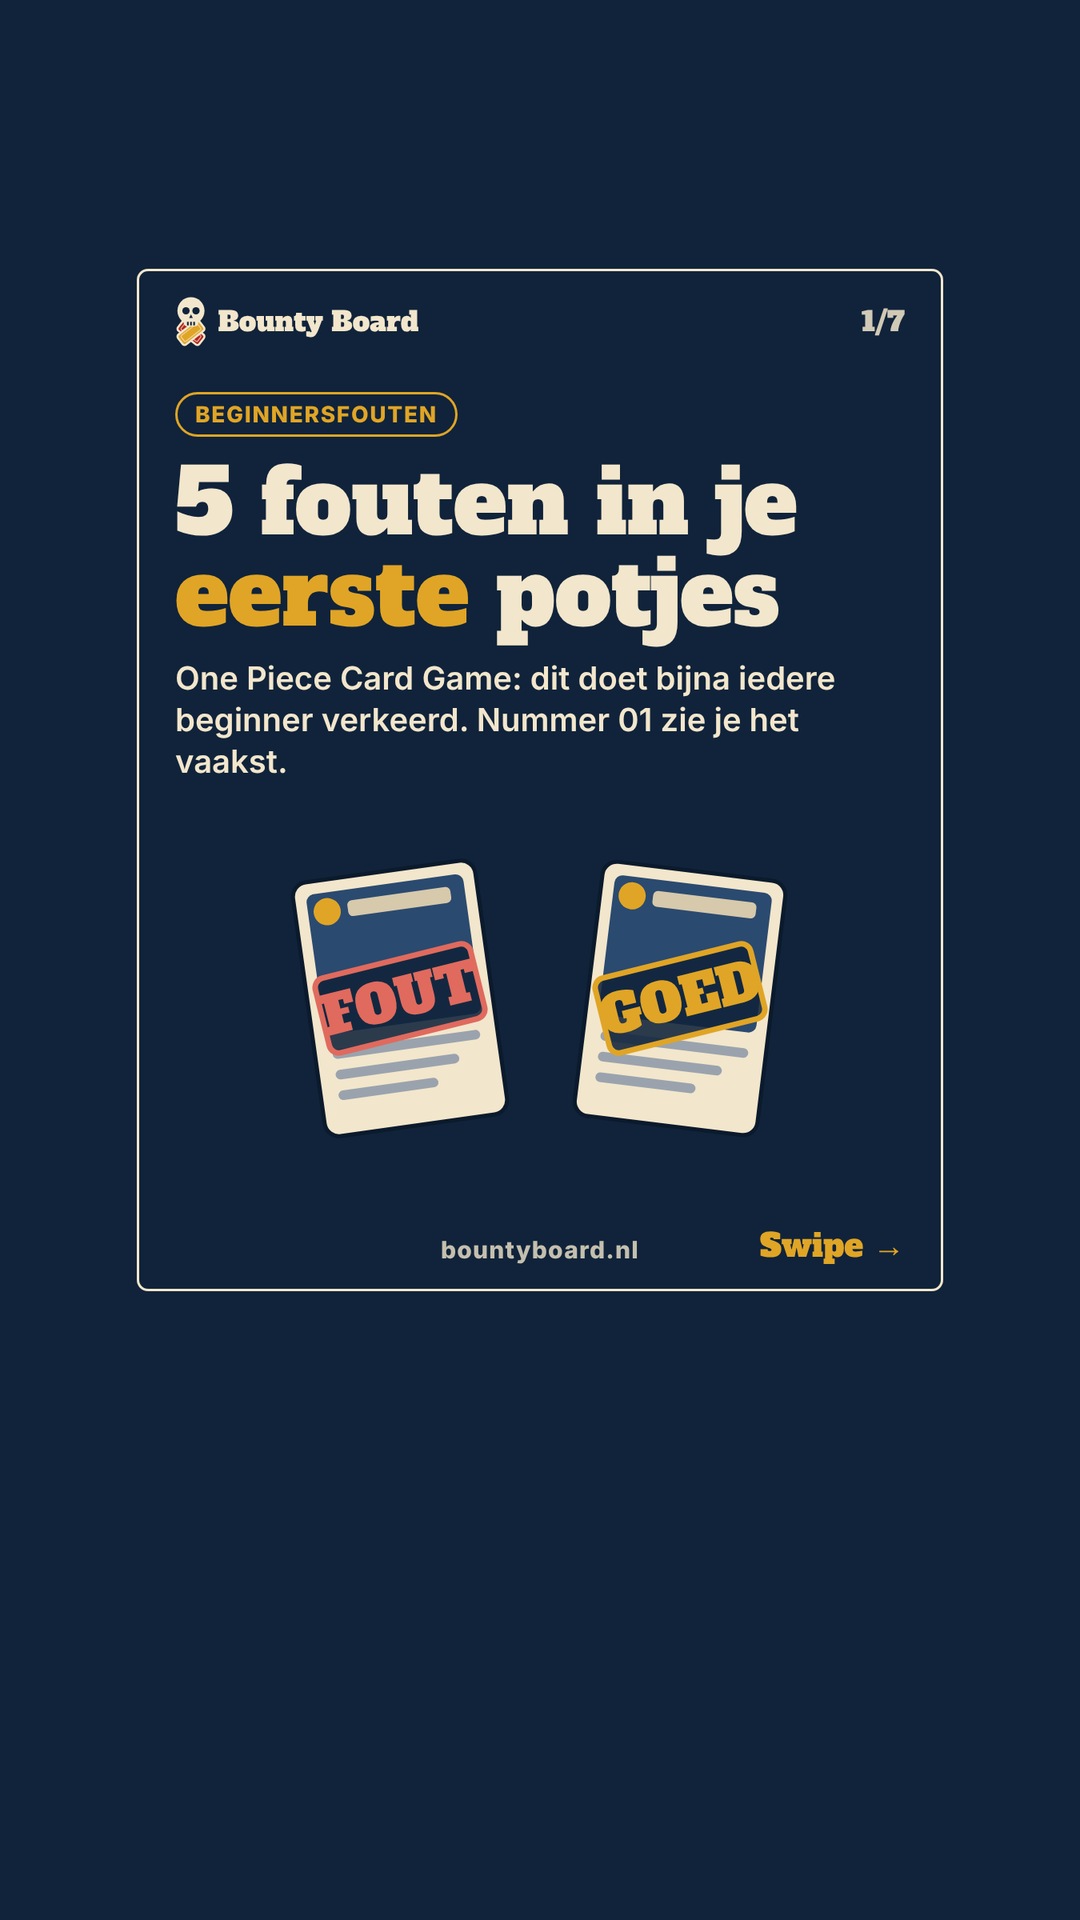 Bounty Board
1/7
BEGINNERSFOUTEN
5 fouten in je
eerste potjes
One Piece Card Game: dit doet bijna iedere
beginner verkeerd. Nummer 01 zie je het
vaakst.
FOUT
GOED
bountyboard.nl
Swipe →